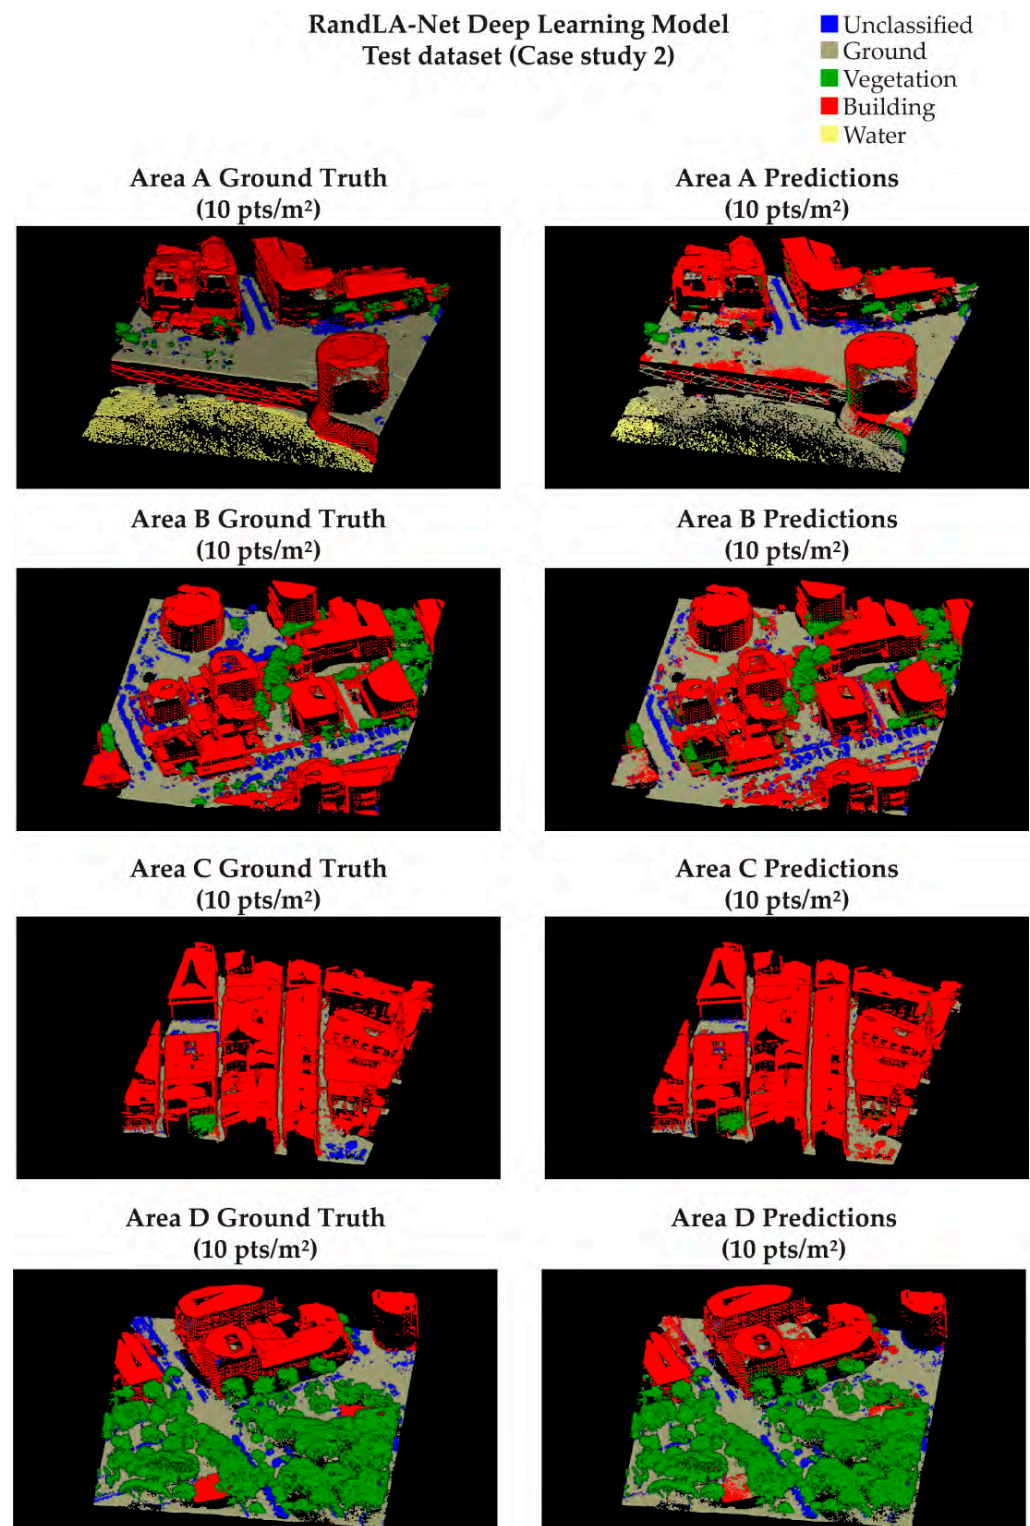 RandLA-Net Deep Learning Model
Test dataset (Case study 2)
Unclassified
Ground
Vegetation
Building
Water
Area A Ground Truth
(10 pts/m²)
Area A Predictions
(10 pts/m²)
Area B Ground Truth
(10 pts/m²)
Area B Predictions
(10 pts/m²)
Area C Ground Truth
(10 pts/m²)
Area C Predictions
(10 pts/m²)
Area D Ground Truth
(10 pts/m²)
Area D Predictions
(10 pts/m²)